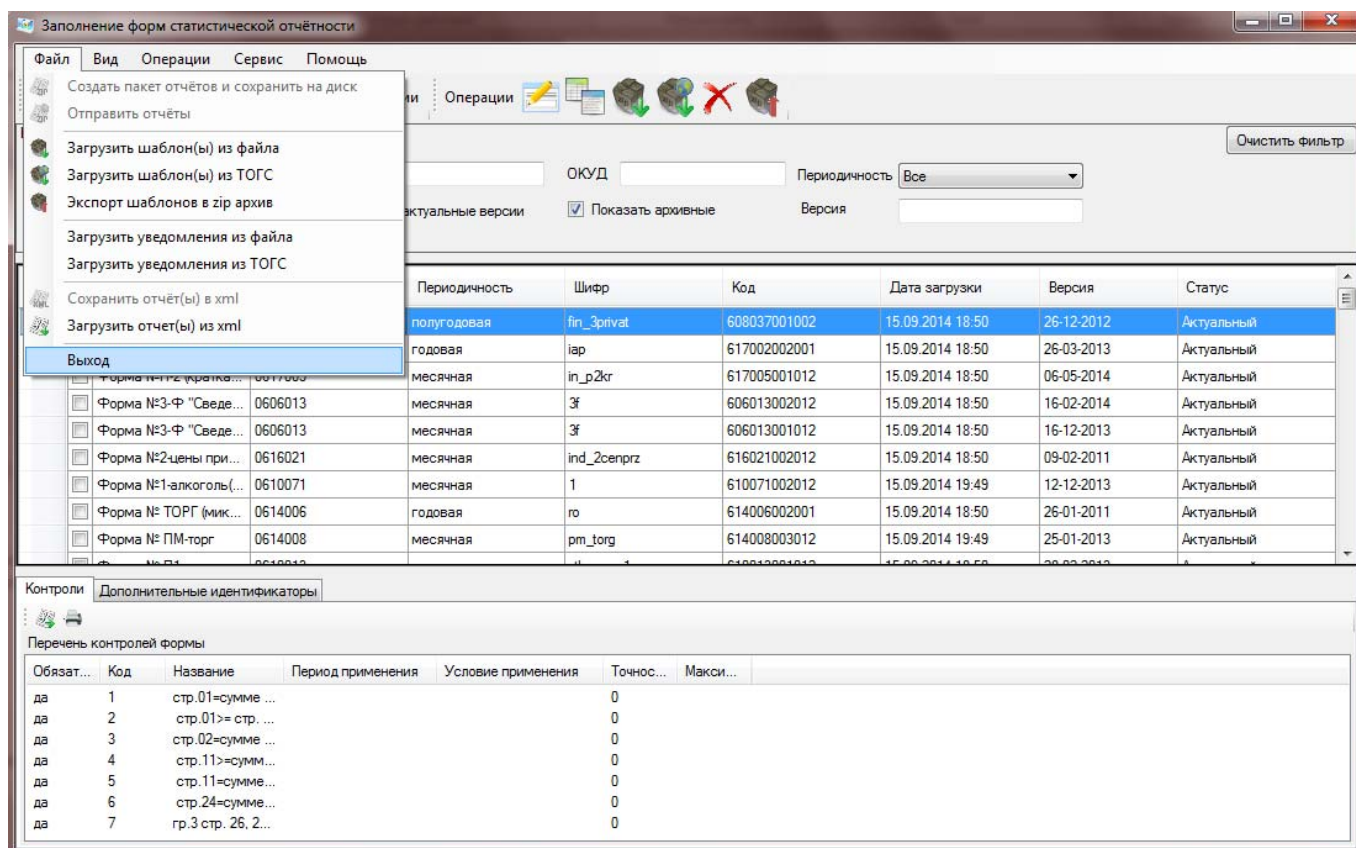 Заполнение форм статистической отчётности
Файл Вид Операции Сервис Помощь
Создать пакет отчётов и сохранить на диск
Отправить отчёты
Загрузить шаблон(ы) из файла
Загрузить шаблон(ы) из ТОГС
Экспорт шаблонов в zip архив
Загрузить уведомления из файла
Загрузить уведомления из ТОГС
Сохранить отчёт(ы) в xml
Загрузить отчет(ы) из xml
Выход
Операции
Очистить фильтр
ОКУД Периодичность Все
актуальные версии Показать архивные Версия
Периодичность Шифр Код Дата загрузки Версия Статус
полугодовая fin_3privat 608037001002 15.09.2014 18:50 26-12-2012 Актуальный
годовая iap 617002002001 15.09.2014 18:50 26-03-2013 Актуальный
месячная in_p2kr 617005001012 15.09.2014 18:50 06-05-2014 Актуальный
Форма №3-Ф "Сведе... 0606013 месячная 3f 606013002012 15.09.2014 18:50 16-02-2014 Актуальный
Форма №3-Ф "Сведе... 0606013 месячная 3f 606013001012 15.09.2014 18:50 16-12-2013 Актуальный
Форма №2-цены при... 0616021 месячная ind_2cenprz 616021002012 15.09.2014 18:50 09-02-2011 Актуальный
Форма №1-алкоголь(... 0610071 месячная 1 610071002012 15.09.2014 19:49 12-12-2013 Актуальный
Форма № ТОРГ (мик... 0614006 годовая ro 614006002001 15.09.2014 18:50 26-01-2011 Актуальный
Форма № ПМ-торг 0614008 месячная pm_torg 614008003012 15.09.2014 19:49 25-01-2013 Актуальный
Контроли Дополнительные идентификаторы
Перечень контролей формы
Обязат... Код Название Период применения Условие применения Точнос... Макси...
да 1 стр.01=сумме ... 0
да 2 стр.01>= стр. ... 0
да 3 стр.02=сумме ... 0
да 4 стр.11>=сумм... 0
да 5 стр.11=сумме... 0
да 6 стр.24=сумме... 0
да 7 гр.3 стр. 26, 2... 0